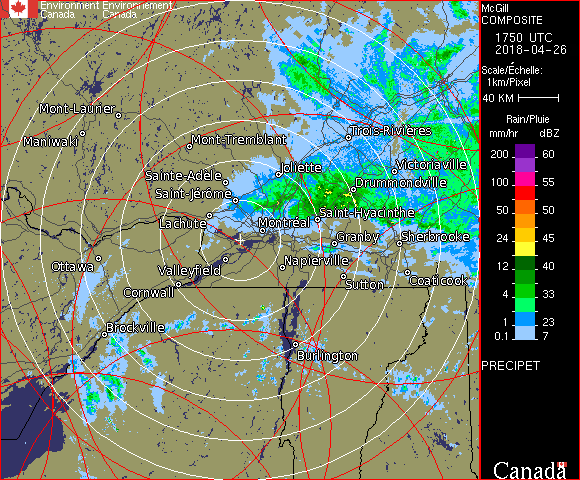 Environment Environnement
Canada Canada
McGill
COMPOSITE
1750 UTC
2018-04-26
Scale/Échelle:
1km/Pixel
40 KM
Rain/Pluie
mm/hr dBZ
200 60
100 55
50 50
24 45
12 40
4 33
0.1 23
7
PRECIPET
Canada
Mont-Laurier
Maniwaki
Mont-Tremblant
Trois-Rivières
Joliette
Victoriaville
Sainte-Adèle
Drummondville
Saint-Jérôme
Saint-Hyacinthe
Lachute
Montréal
Granby
Sherbrooke
Ottawa
Valleyfield
Napierville
Sutton
Coaticook
Cornwall
Brockville
Burlington